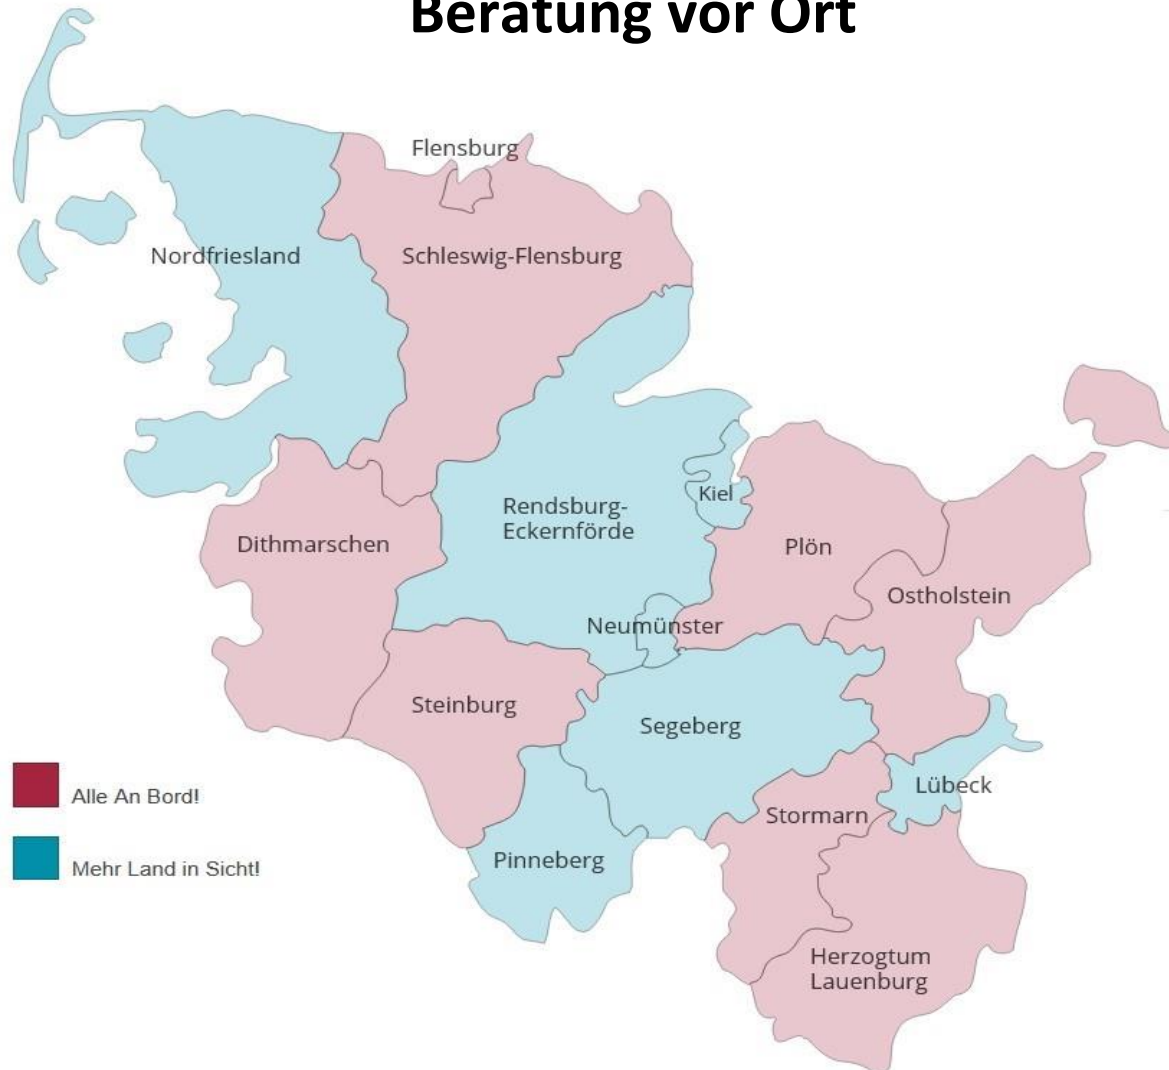 Beratung vor Ort
Flensburg
Nordfriesland
Schleswig-Flensburg
Kiel
Rendsburg-
Eckernförde
Dithmarschen
Plön
Ostholstein
Neumünster
Steinburg
Segeberg
Lübeck
Alle An Bord!
Stormarn
Pinneberg
Mehr Land in Sicht!
Herzogtum
Lauenburg